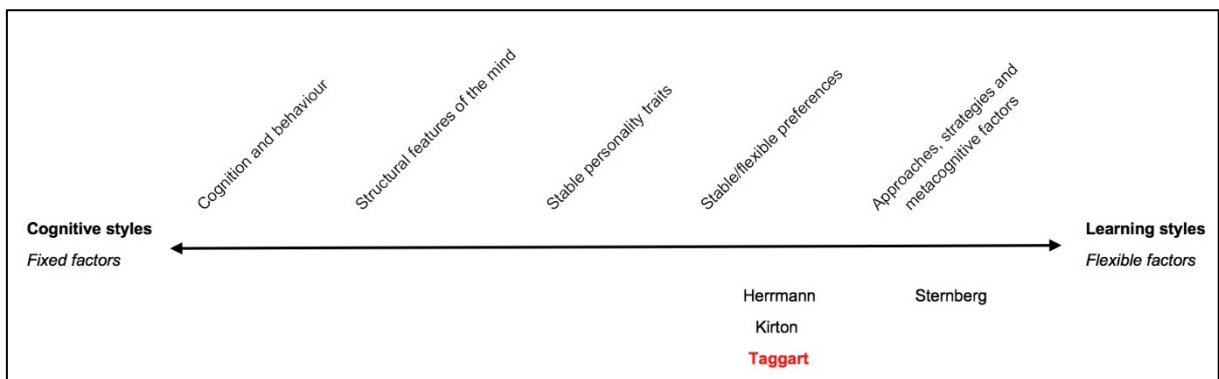 Cognition and behaviour
Structural features of the mind
Stable personality traits
Stable/flexible preferences
Approaches, strategies and
metacognitive factors
Cognitive styles
Fixed factors
Learning styles
Flexible factors
Herrmann
Sternberg
Kirton
Taggart